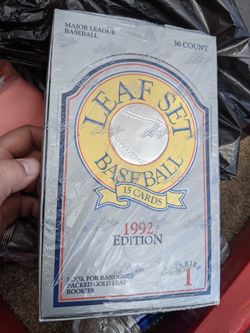 MAJOR LEAGUE
BASEBALL
36 COUNT
LEAF SET
BASEBALL
15 CARDS
1992
EDITION
SERIES
1
LOOK FOR RANDOMLY
PACKED GOLD LEAF
ROOKIES